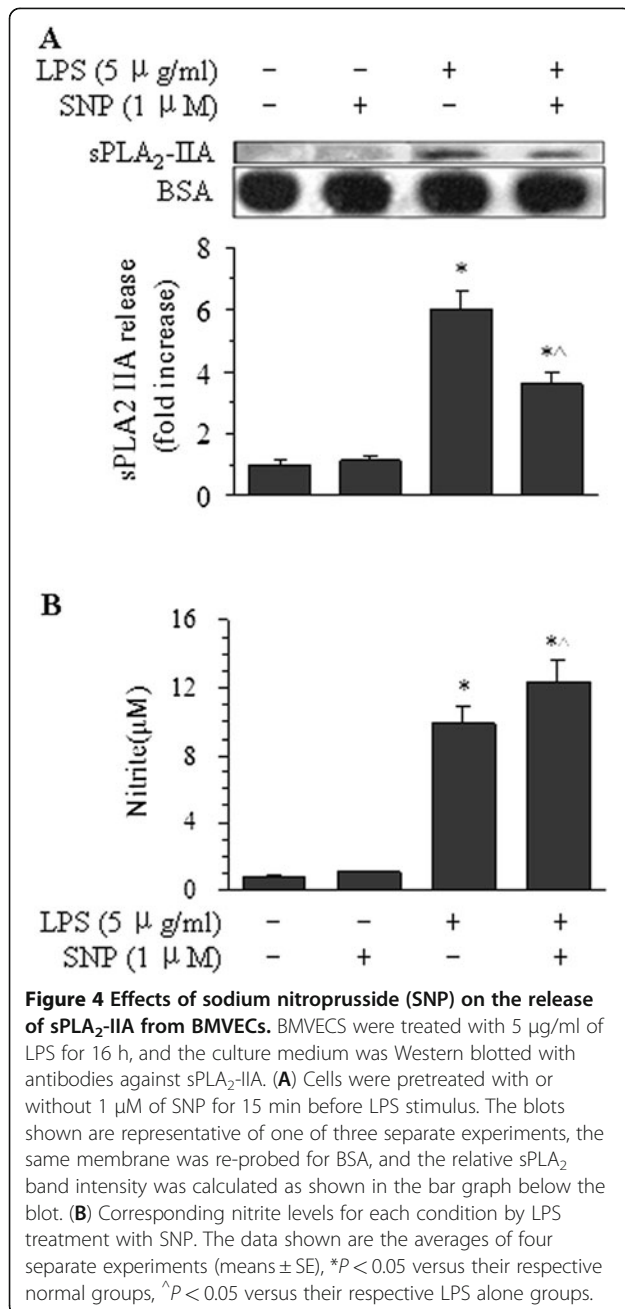 A
LPS (5 μg/ml) – – + +
SNP (1 μM) – + – +
sPLA₂-IIA
BSA
sPLA2 IIA release
(fold increase)
8
6
4
2
0
*
*^
B
Nitrite(μM)
16
12
8
4
0
*
*^
LPS (5 μg/ml) – – + +
SNP (1 μM) – + – +
Figure 4 Effects of sodium nitroprusside (SNP) on the release
of sPLA₂-IIA from BMVECs. BMVECS were treated with 5 μg/ml of
LPS for 16 h, and the culture medium was Western blotted with
antibodies against sPLA₂-IIA. (A) Cells were pretreated with or
without 1 μM of SNP for 15 min before LPS stimulus. The blots
shown are representative of one of three separate experiments, the
same membrane was re-probed for BSA, and the relative sPLA₂
band intensity was calculated as shown in the bar graph below the
blot. (B) Corresponding nitrite levels for each condition by LPS
treatment with SNP. The data shown are the averages of four
separate experiments (means ± SE), *P < 0.05 versus their respective
normal groups, ^P < 0.05 versus their respective LPS alone groups.